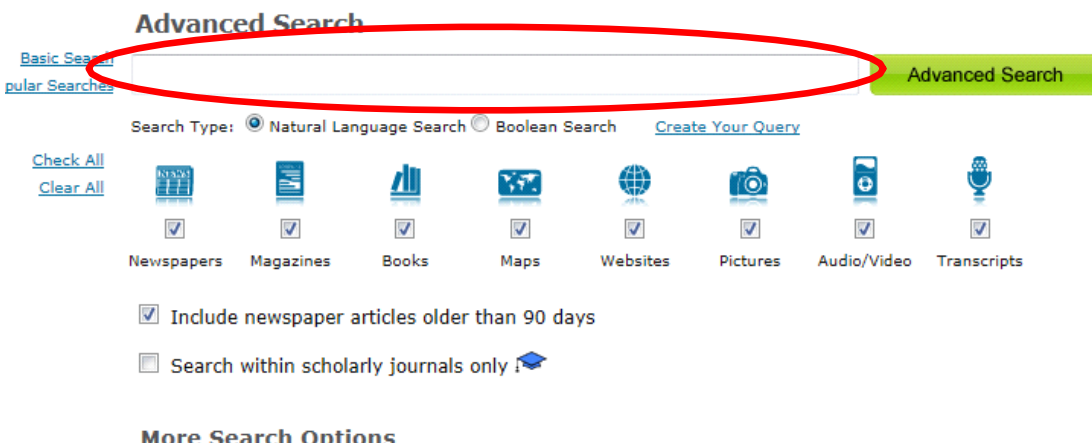 Advanced Search
Basic Search
pular Searches
Advanced Search
Search Type: Natural Language Search Boolean Search Create Your Query
Check All
Clear All
NEWS
Newspapers Magazines Books Maps Websites Pictures Audio/Video Transcripts
Include newspaper articles older than 90 days
Search within scholarly journals only
More Search Options